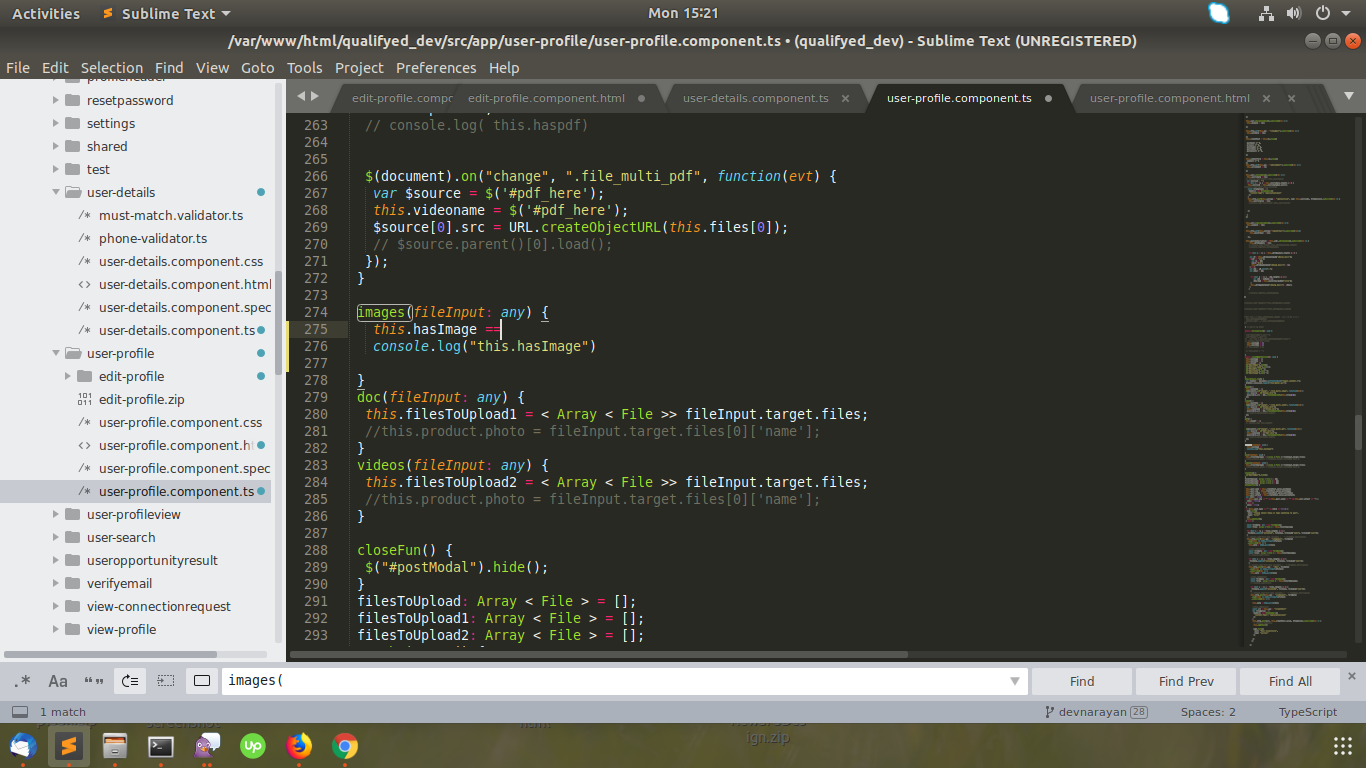 Activities Sublime Text Mon 15:21
/var/www/html/qualifyed_dev/src/app/user-profile/user-profile.component.ts • (qualifyed_dev) - Sublime Text (UNREGISTERED)
File Edit Selection Find View Goto Tools Project Preferences Help
resetpassword
settings
shared
test
user-details
/* must-match.validator.ts
/* phone-validator.ts
/* user-details.component.css
<> user-details.component.html
/* user-details.component.spec
/* user-details.component.ts
user-profile
edit-profile
edit-profile.zip
/* user-profile.component.css
<> user-profile.component.h
/* user-profile.component.spec
/* user-profile.component.ts
user-profileview
user-search
useropportunityresult
verifyemail
view-connectionrequest
view-profile
edit-profile.compc edit-profile.component.html user-details.component.ts user-profile.component.ts user-profile.component.html
263 // console.log( this.haspdf)
264
265
266 $(document).on("change", ".file_multi_pdf", function(evt) {
267 var $source = $('#pdf_here');
268 this.videoname = $('#pdf_here');
269 $source[0].src = URL.createObjectURL(this.files[0]);
270 // $source.parent()[0].load();
271 });
272 }
273
274 images(fileInput: any) {
275 this.hasImage ==
276 console.log("this.hasImage")
277
278 }
279 doc(fileInput: any) {
280 this.filesToUpload1 = < Array < File >> fileInput.target.files;
281 //this.product.photo = fileInput.target.files[0]['name'];
282 }
283 videos(fileInput: any) {
284 this.filesToUpload2 = < Array < File >> fileInput.target.files;
285 //this.product.photo = fileInput.target.files[0]['name'];
286 }
287
288 closeFun() {
289 $("#postModal").hide();
290 }
291 filesToUpload: Array < File > = [];
292 filesToUpload1: Array < File > = [];
293 filesToUpload2: Array < File > = [];
.* Aa “” images( Find Find Prev Find All
1 match devnarayan 28 Spaces: 2 TypeScript
ign.zip